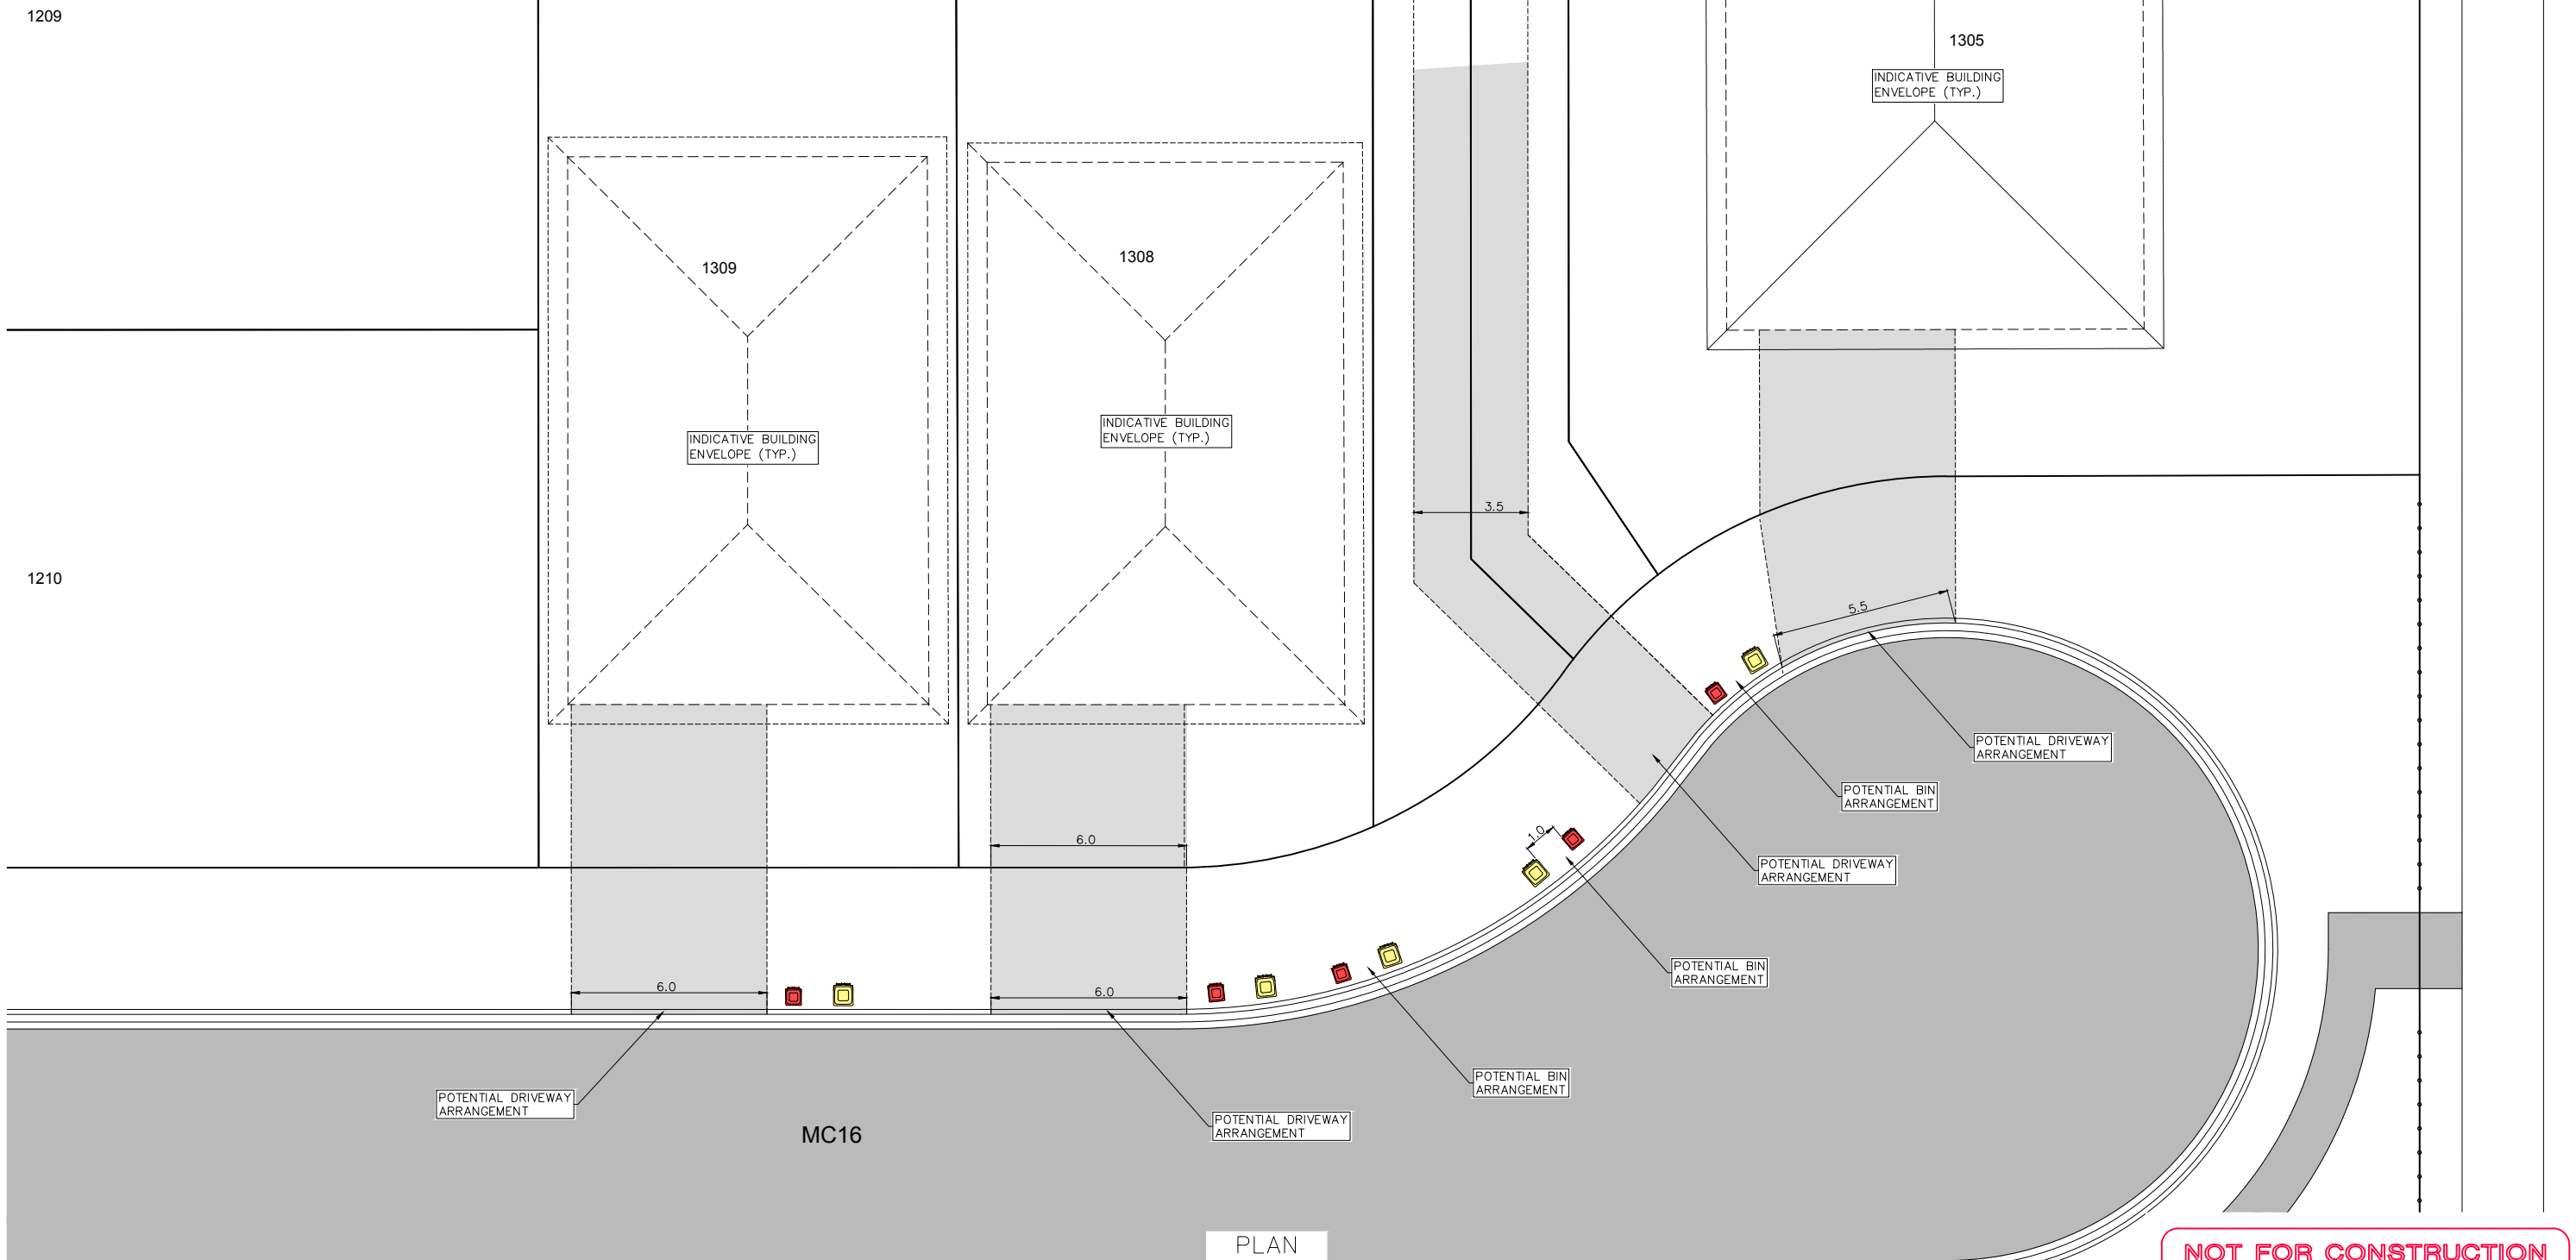 1209
1305
INDICATIVE BUILDING
ENVELOPE (TYP.)
1309
1308
INDICATIVE BUILDING
ENVELOPE (TYP.)
INDICATIVE BUILDING
ENVELOPE (TYP.)
3.5
1210
5.5
POTENTIAL DRIVEWAY
ARRANGEMENT
POTENTIAL BIN
ARRANGEMENT
6.0
1.0
POTENTIAL DRIVEWAY
ARRANGEMENT
POTENTIAL BIN
ARRANGEMENT
6.0
6.0
POTENTIAL BIN
ARRANGEMENT
POTENTIAL DRIVEWAY
ARRANGEMENT
POTENTIAL DRIVEWAY
ARRANGEMENT
MC16
PLAN
NOT FOR CONSTRUCTION